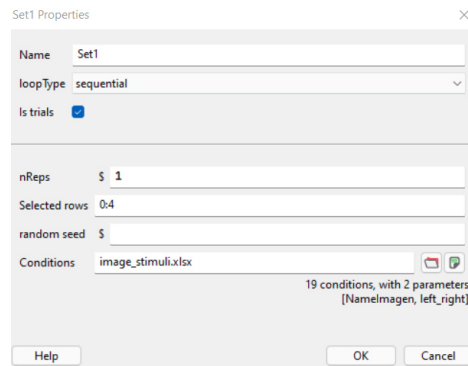 Set1 Properties
Name Set1
loopType sequential
Is trials
nReps $ 1
Selected rows 0:4
random seed $
Conditions image_stimuli.xlsx
19 conditions, with 2 parameters
[NameImagen, left_right]
Help OK Cancel